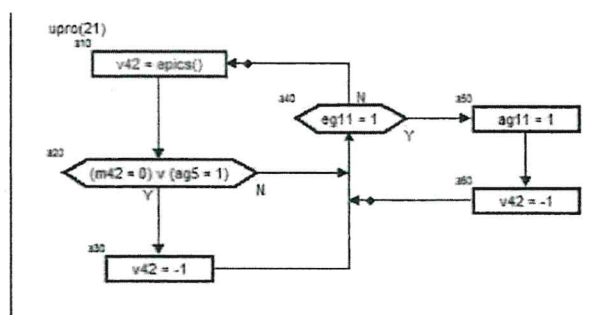 upro(21)
a10
v42 = epics()
a20
(m42 = 0) v (ag5 = 1)
Y
N
a30
v42 = -1
a40
eg11 = 1
N
Y
a50
ag11 = 1
a60
v42 = -1